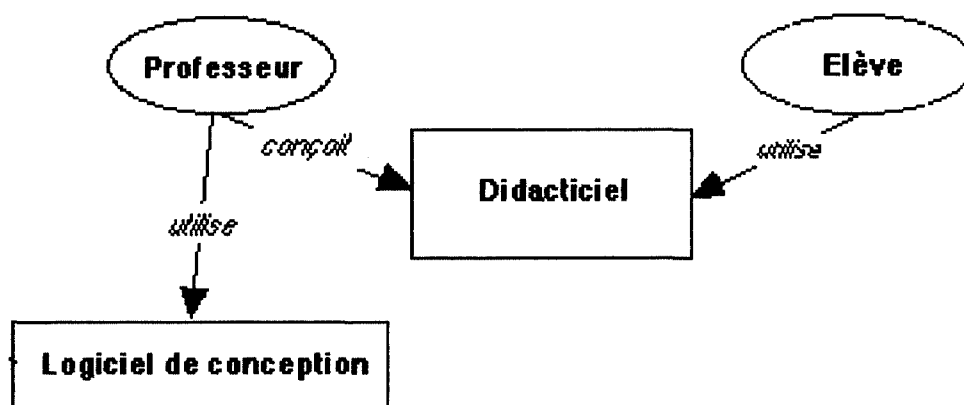 Professeur
Elève
conçoit
utilise
Didacticiel
utilise
Logiciel de conception